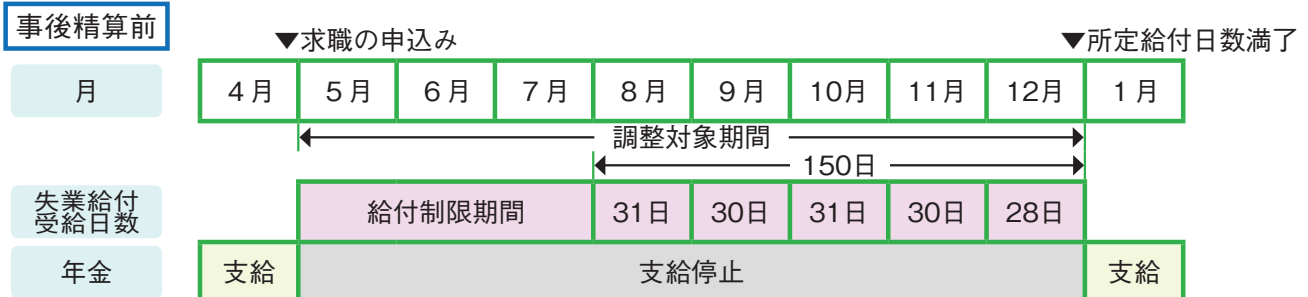 事後精算前
▼求職の申込み
▼所定給付日数満了
月 4月 5月 6月 7月 8月 9月 10月 11月 12月 1月
調整対象期間
150日
失業給付
受給日数
給付制限期間 31日 30日 31日 30日 28日
年金 支給 支給停止 支給